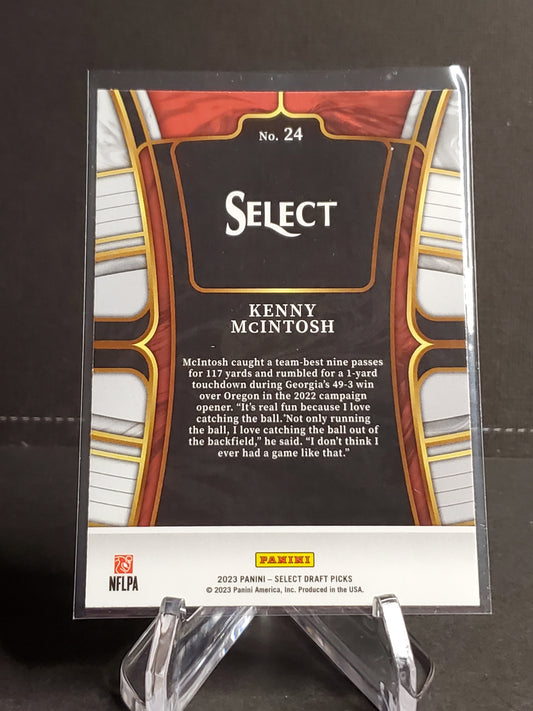 No. 24
SELECT
KENNY
McINTOSH
McIntosh caught a team-best nine passes
for 117 yards and rumbled for a 1-yard
touchdown during Georgia's 49-3 win
over Oregon in the 2022 campaign
opener. “It's real fun because I love
catching the ball. Not only running
the ball, I love catching the ball out of
the backfield,” he said. “I don't think I
ever had a game like that.”
PANINI
NFLPA
2023 PANINI – SELECT DRAFT PICKS
© 2023 Panini America, Inc. Produced in the USA.